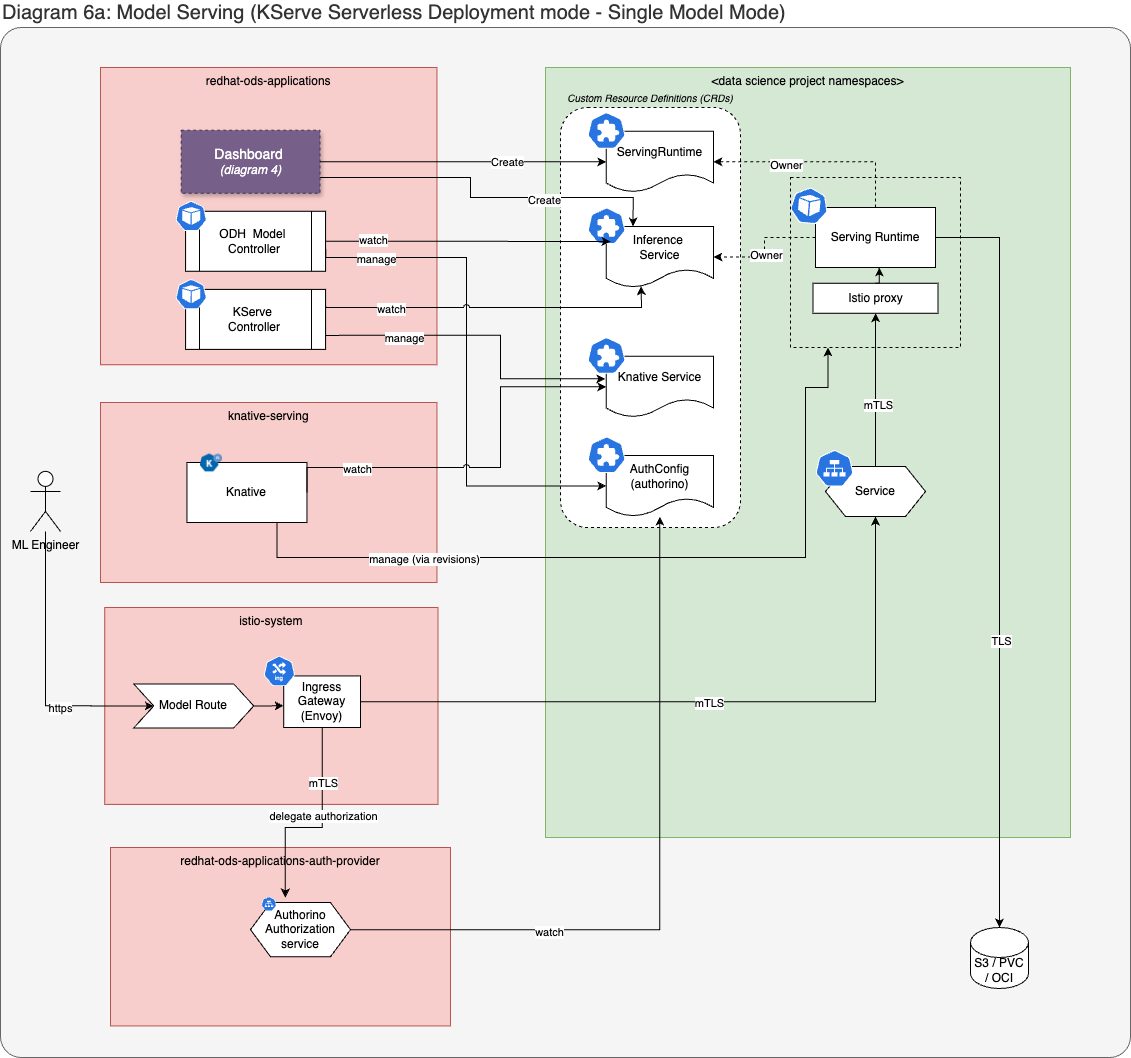 Diagram 6a: Model Serving (KServe Serverless Deployment mode - Single Model Mode)
redhat-ods-applications
Dashboard
(diagram 4)
ODH Model
Controller
KServe
Controller
Create
Create
watch
manage
watch
manage
<data science project namespaces>
Custom Resource Definitions (CRDs)
ServingRuntime
Inference
Service
Knative Service
AuthConfig
(authorino)
Owner
Owner
Serving Runtime
Istio proxy
mTLS
Service
knative-serving
K
Knative
watch
manage (via revisions)
ML Engineer
https
istio-system
Model Route
ing
Ingress
Gateway
(Envoy)
mTLS
TLS
mTLS
delegate authorization
redhat-ods-applications-auth-provider
Authorino
Authorization
service
watch
S3 / PVC
/ OCI